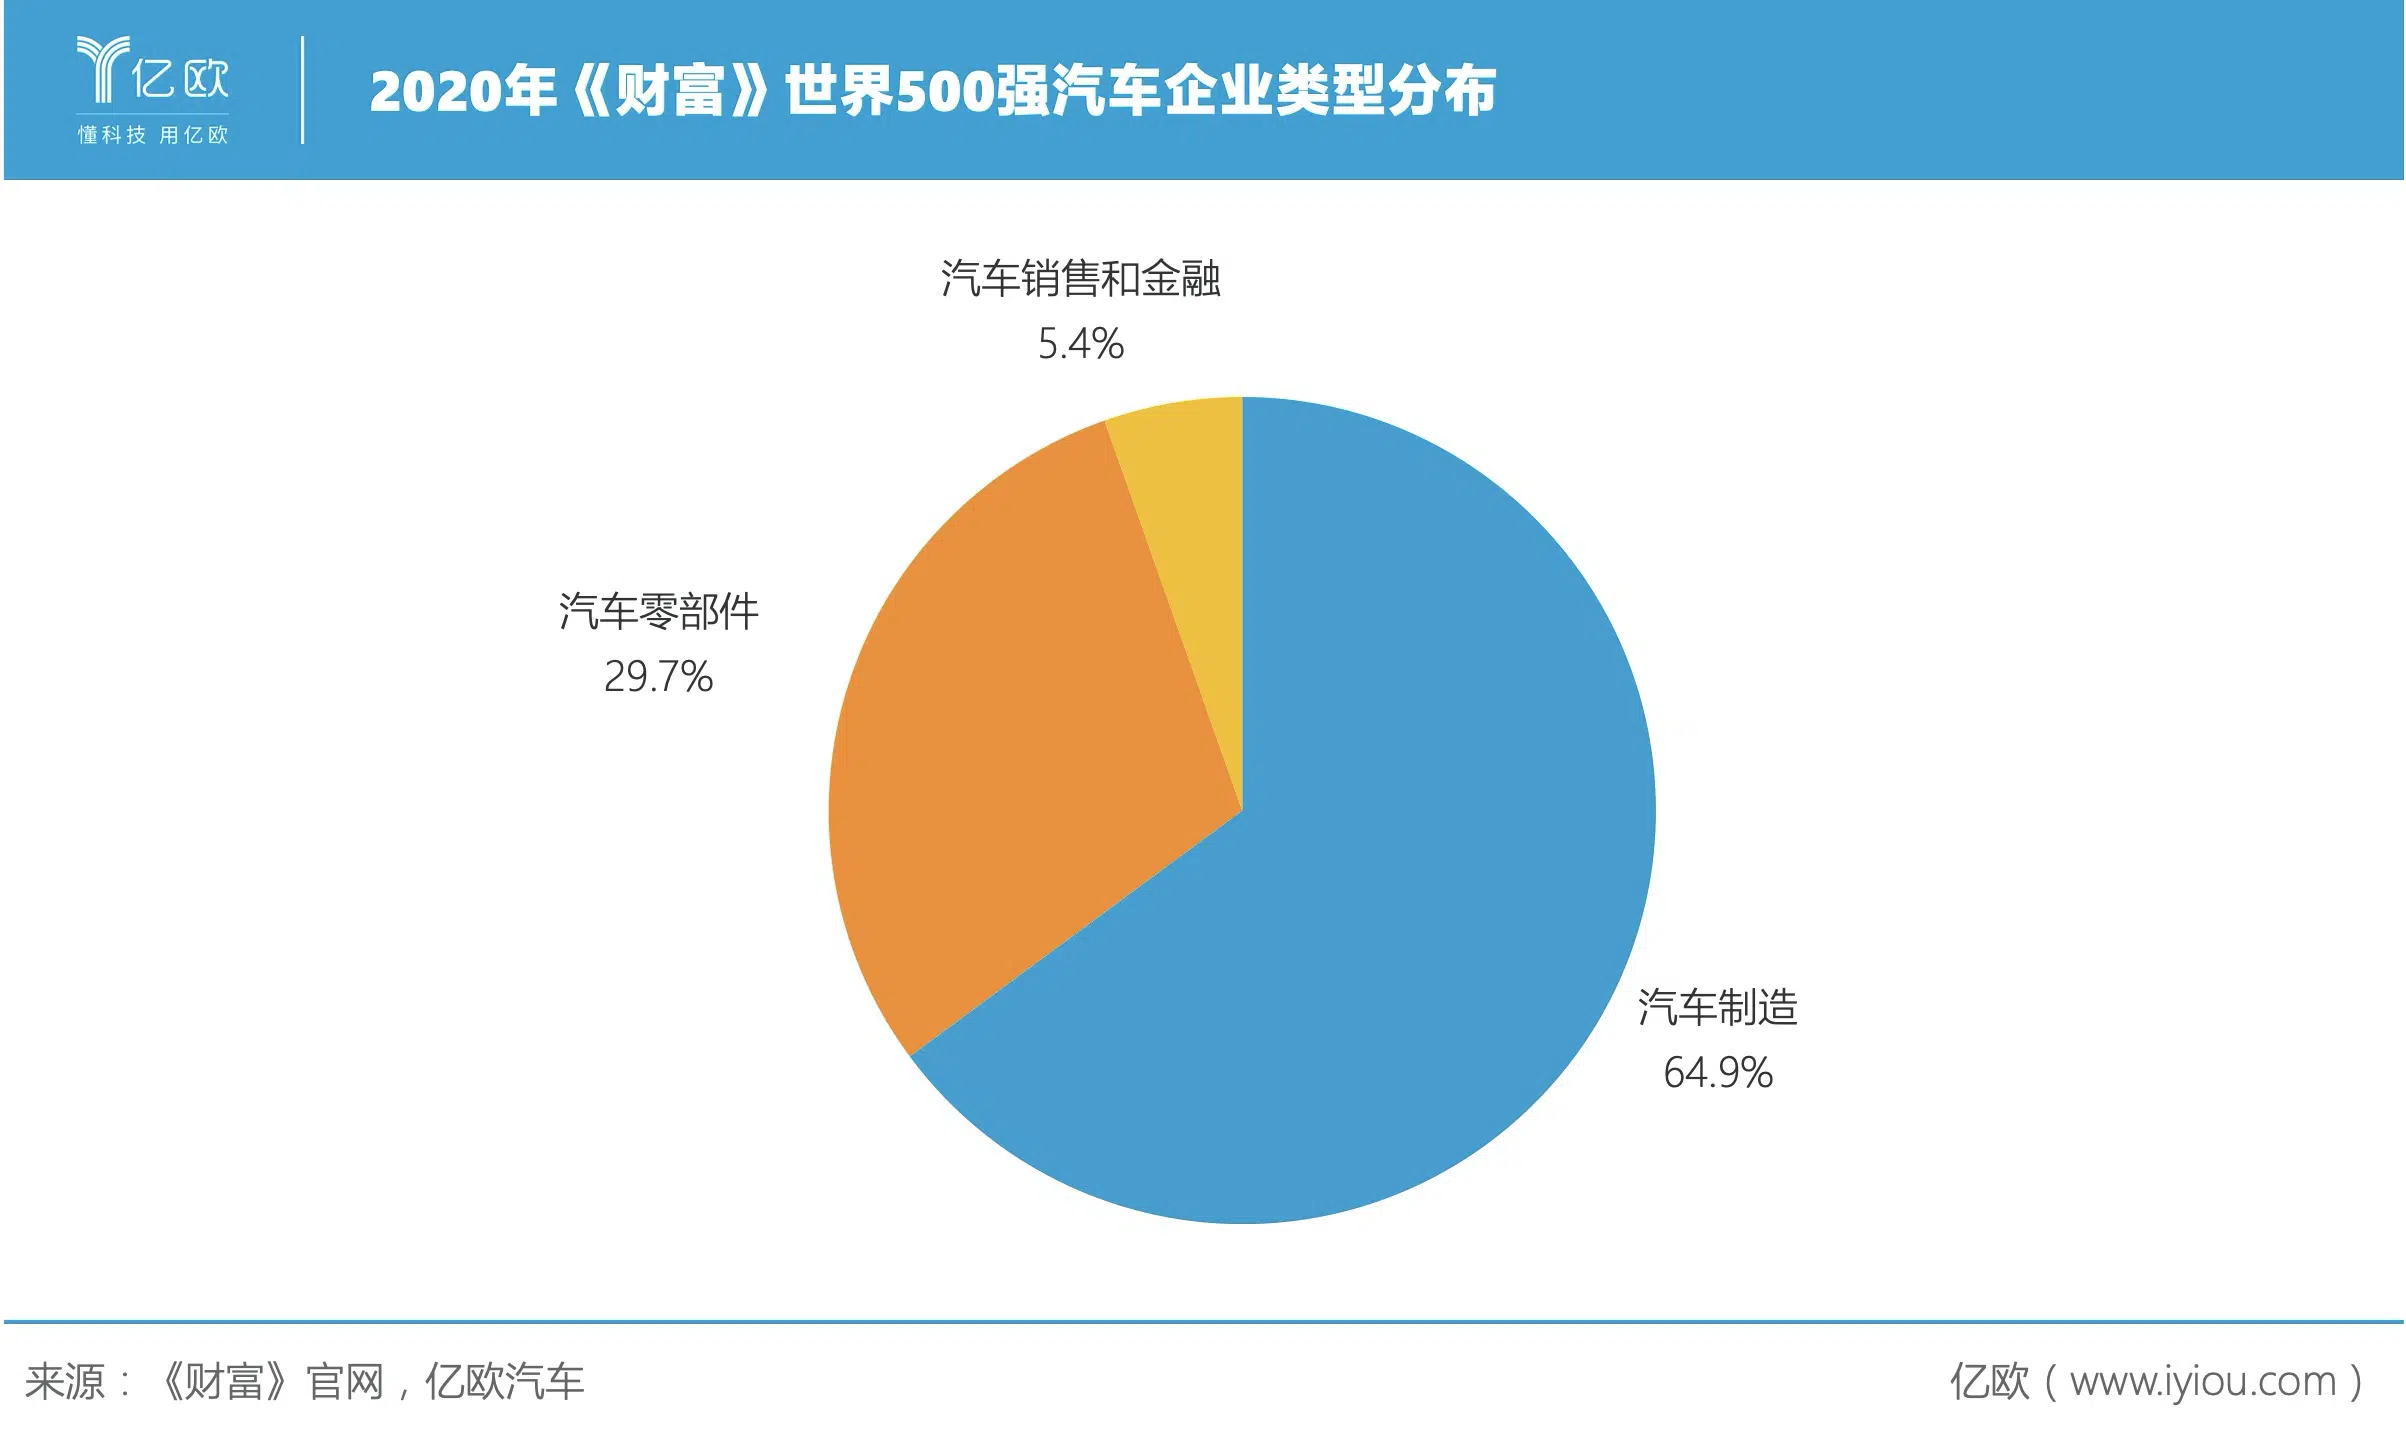 亿欧
懂科技 用亿欧
2020年《财富》世界500强汽车企业类型分布
汽车销售和金融
5.4%
汽车零部件
29.7%
汽车制造
64.9%
来源：《财富》官网，亿欧汽车
亿欧（www.iyiou.com）